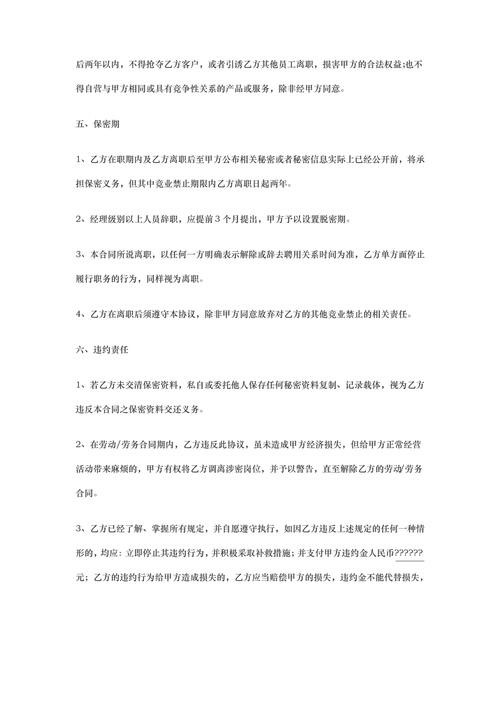 后两年以内，不得抢夺乙方客户，或者引诱乙方其他员工离职，损害甲方的合法权益;也不
得自营与甲方相同或具有竞争性关系的产品或服务，除非经甲方同意。
五、保密期
1、乙方在职期内及乙方离职后至甲方公布相关秘密或者秘密信息实际上已经公开前，将承
担保密义务，但其中竞业禁止期限内乙方离职日起两年。
2、经理级别以上人员辞职，应提前3个月提出，甲方予以设置脱密期。
3、本合同所说离职，以任何一方明确表示解除或辞去聘用关系时间为准，乙方单方面停止
履行职务的行为，同样视为离职。
4、乙方在离职后须遵守本协议，除非甲方同意放弃对乙方的其他竞业禁止的相关责任。
六、违约责任
1、若乙方未交清保密资料，私自或委托他人保存任何秘密资料复制、记录载体，视为乙方
违反本合同之保密资料交还义务。
2、在劳动/劳务合同期内，乙方违反此协议，虽未造成甲方经济损失，但给甲方正常经营
活动带来麻烦的，甲方有权将乙方调离涉密岗位，并予以警告，直至解除乙方的劳动/劳务
合同。
3、乙方已经了解、掌握所有规定，并自愿遵守执行，如因乙方违反上述规定的任何一种情
形的，均应：立即停止其违约行为，并积极采取补救措施；并支付甲方违约金人民币??????
元；乙方的违约行为给甲方造成损失的，乙方应当赔偿甲方的损失，违约金不能代替损失，